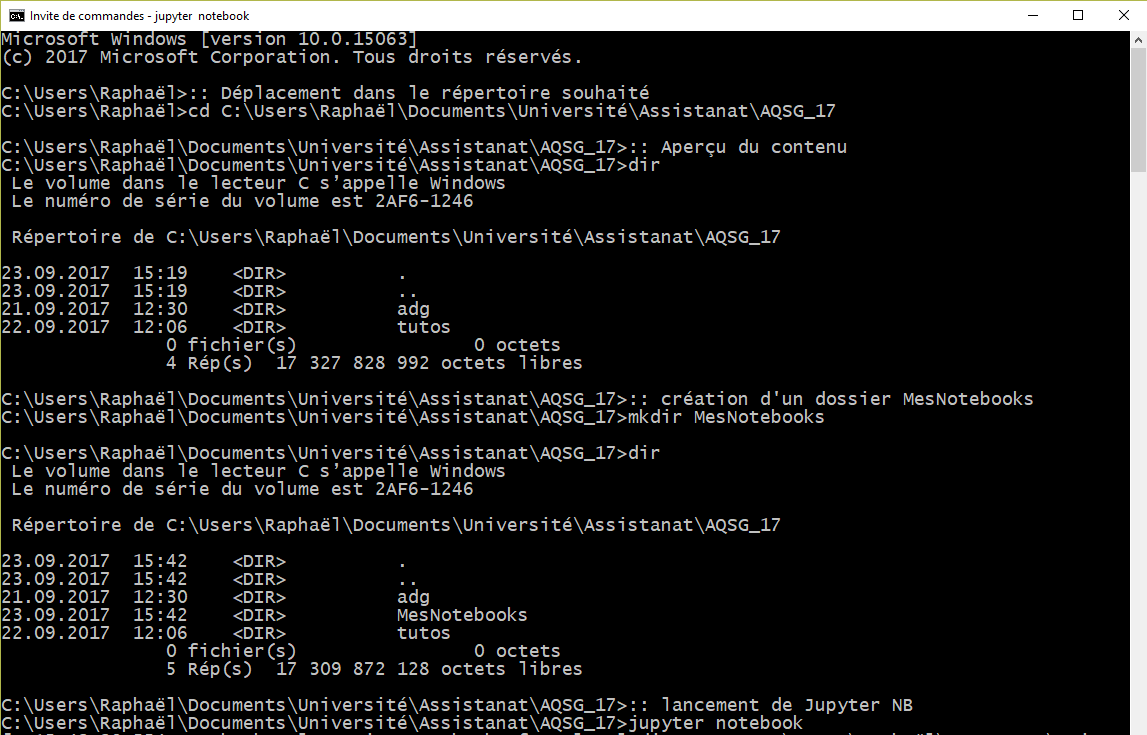 Invite de commandes - jupyter notebook
Microsoft Windows [version 10.0.15063]
(c) 2017 Microsoft Corporation. Tous droits réservés.
C:\Users\Raphaël>:: Déplacement dans le répertoire souhaité
C:\Users\Raphaël>cd C:\Users\Raphaël\Documents\Université\Assistanat\AQSG_17
C:\Users\Raphaël\Documents\Université\Assistanat\AQSG_17>:: Aperçu du contenu
C:\Users\Raphaël\Documents\Université\Assistanat\AQSG_17>dir
Le volume dans le lecteur C s’appelle Windows
Le numéro de série du volume est 2AF6-1246
Répertoire de C:\Users\Raphaël\Documents\Université\Assistanat\AQSG_17
23.09.2017  15:19    <DIR>          .
23.09.2017  15:19    <DIR>          ..
21.09.2017  12:30    <DIR>          adg
22.09.2017  12:06    <DIR>          tutos
0 fichier(s)                0 octets
4 Rép(s)  17 327 828 992 octets libres
C:\Users\Raphaël\Documents\Université\Assistanat\AQSG_17>:: création d'un dossier MesNotebooks
C:\Users\Raphaël\Documents\Université\Assistanat\AQSG_17>mkdir MesNotebooks
C:\Users\Raphaël\Documents\Université\Assistanat\AQSG_17>dir
Le volume dans le lecteur C s’appelle Windows
Le numéro de série du volume est 2AF6-1246
Répertoire de C:\Users\Raphaël\Documents\Université\Assistanat\AQSG_17
23.09.2017  15:42    <DIR>          .
23.09.2017  15:42    <DIR>          ..
21.09.2017  12:30    <DIR>          adg
23.09.2017  15:42    <DIR>          MesNotebooks
22.09.2017  12:06    <DIR>          tutos
0 fichier(s)                0 octets
5 Rép(s)  17 309 872 128 octets libres
C:\Users\Raphaël\Documents\Université\Assistanat\AQSG_17>:: lancement de Jupyter NB
C:\Users\Raphaël\Documents\Université\Assistanat\AQSG_17>jupyter notebook